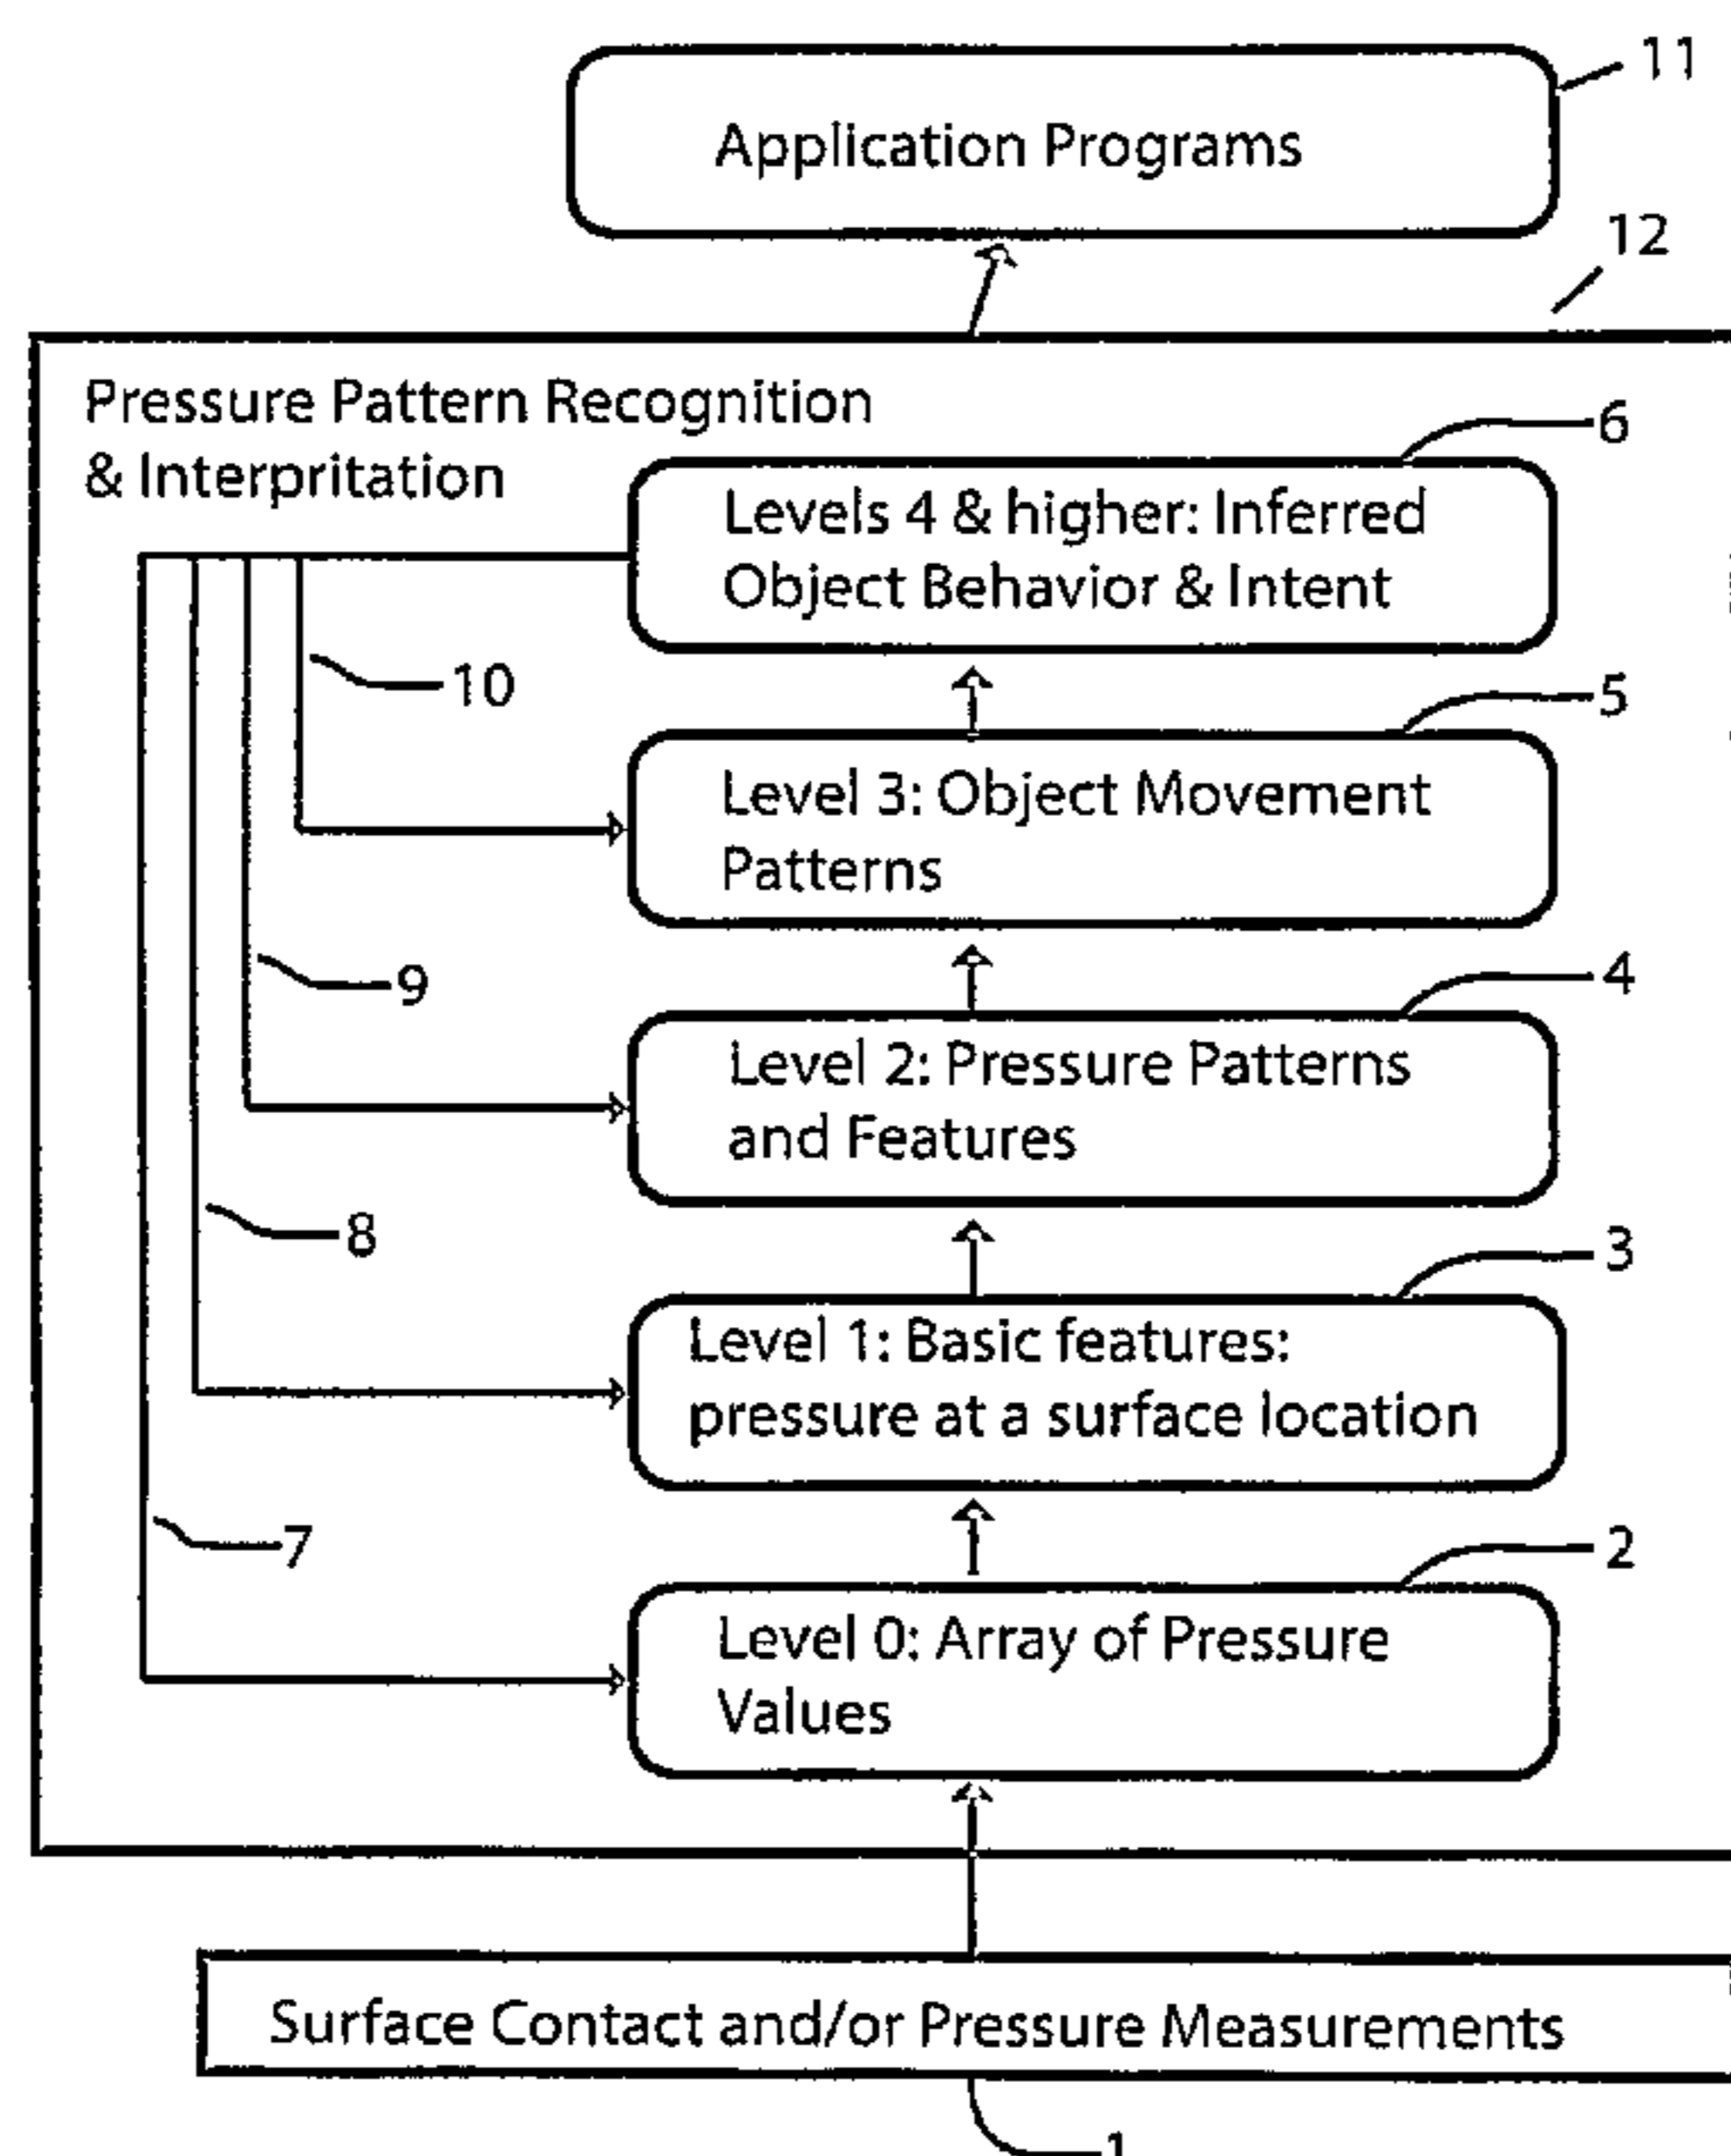 11
Application Programs
12
Pressure Pattern Recognition
& Interpritation
6
Levels 4 & higher: Inferred
Object Behavior & Intent
10
5
Level 3: Object Movement
Patterns
9
4
Level 2: Pressure Patterns
and Features
8
3
Level 1: Basic features:
pressure at a surface location
7
2
Level 0: Array of Pressure
Values
Surface Contact and/or Pressure Measurements
1